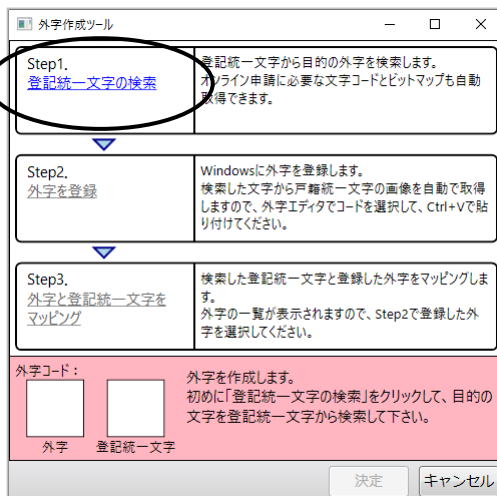 外字作成ツール
Step1.
登記統一文字の検索
登記統一文字から目的の外字を検索します。
オンライン申請に必要な文字コードとビットマップも自動
取得できます。
Step2.
外字を登録
Windowsに外字を登録します。
検索した文字から戸籍統一文字の画像を自動で取得
しますので、外字エディタでコードを選択して、Ctrl+Vで貼
り付けてください。
Step3.
外字と登記統一文字を
マッピング
検索した登記統一文字と登録した外字をマッピングしま
す。
外字の一覧が表示されますので、Step2で登録した外
字を選択してください。
外字コード：
外字
登記統一文字
外字を作成します。
初めに「登記統一文字の検索」をクリックして、目的の
文字を登記統一文字から検索して下さい。
決定
キャンセル